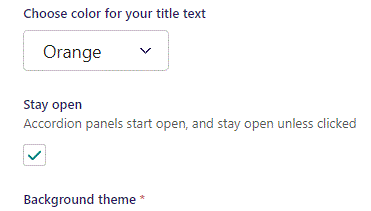 Choose color for your title text
Orange
Stay open
Accordion panels start open, and stay open unless clicked
Background theme *